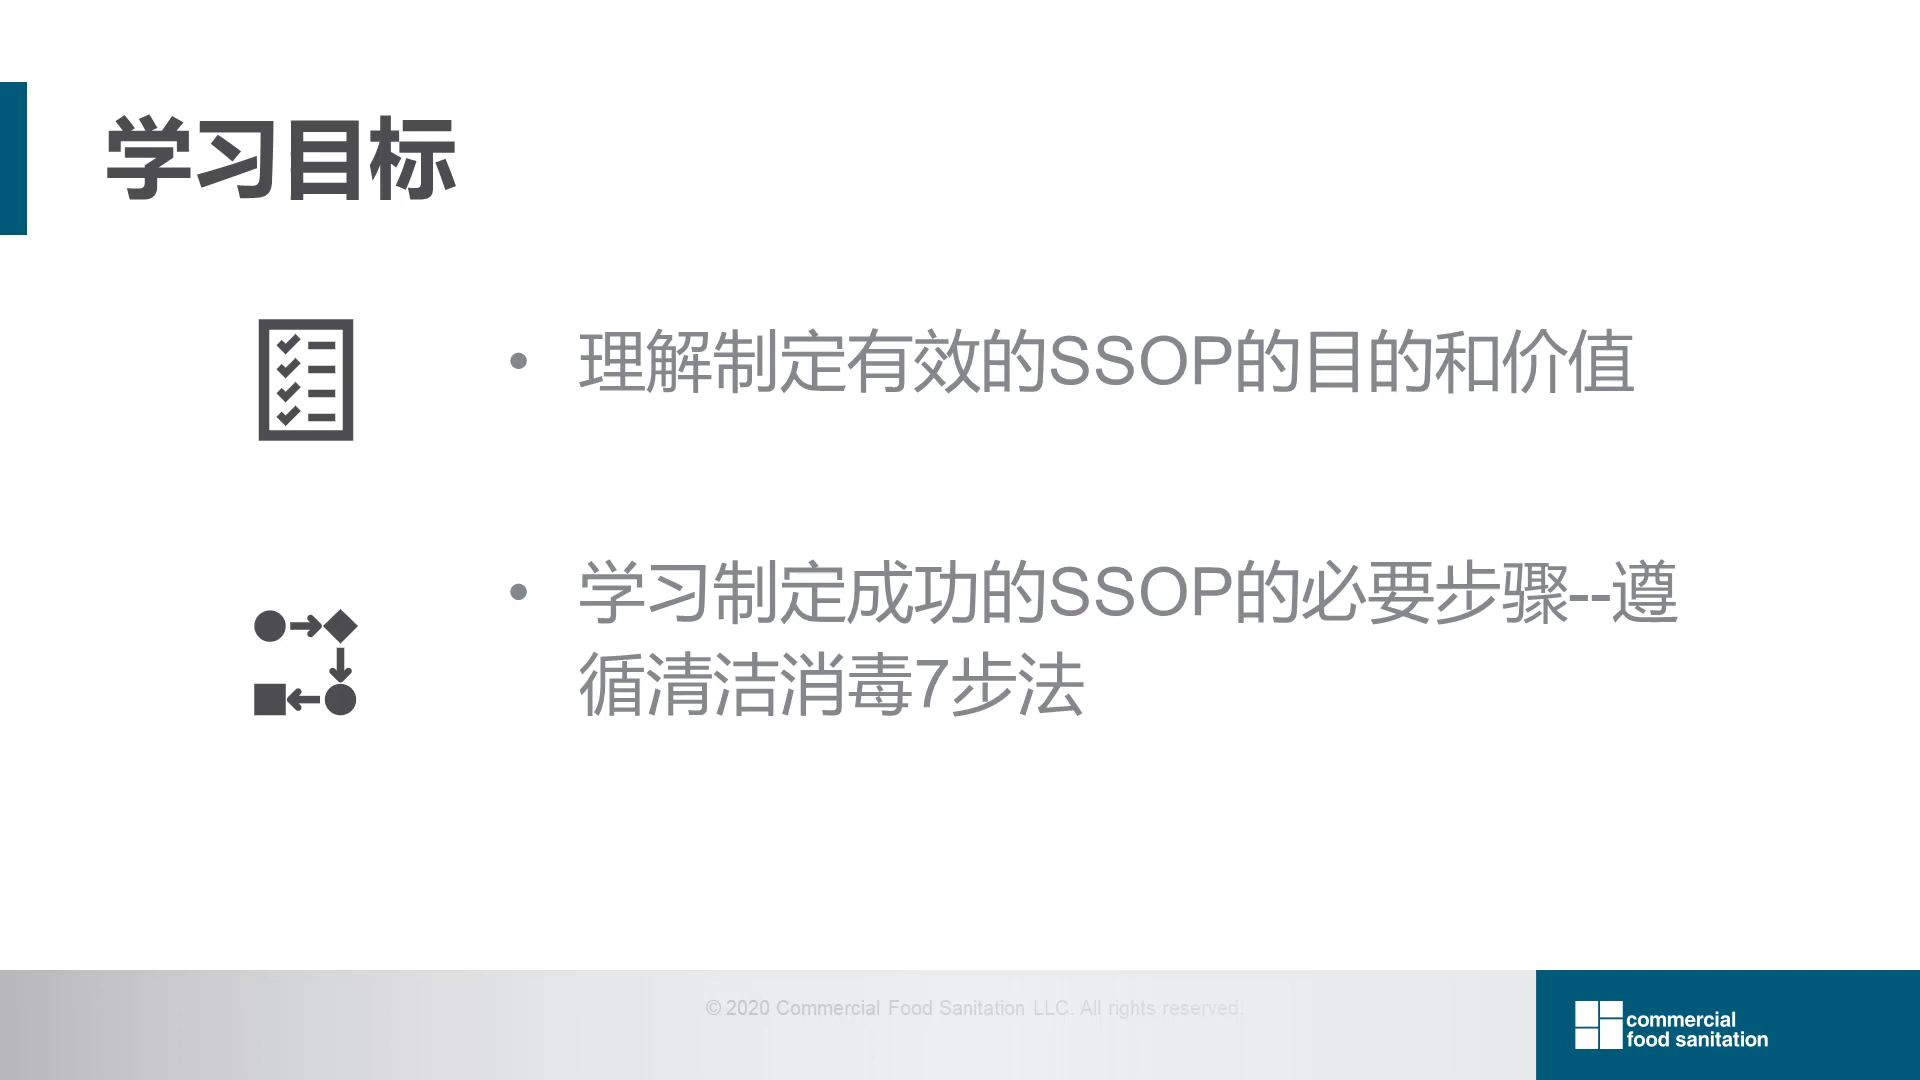 学习目标
• 理解制定有效的SSOP的目的和价值
• 学习制定成功的SSOP的必要步骤--遵
循清洁消毒7步法
© 2020 Commercial Food Sanitation LLC. All rights reserved.
commercial
food sanitation